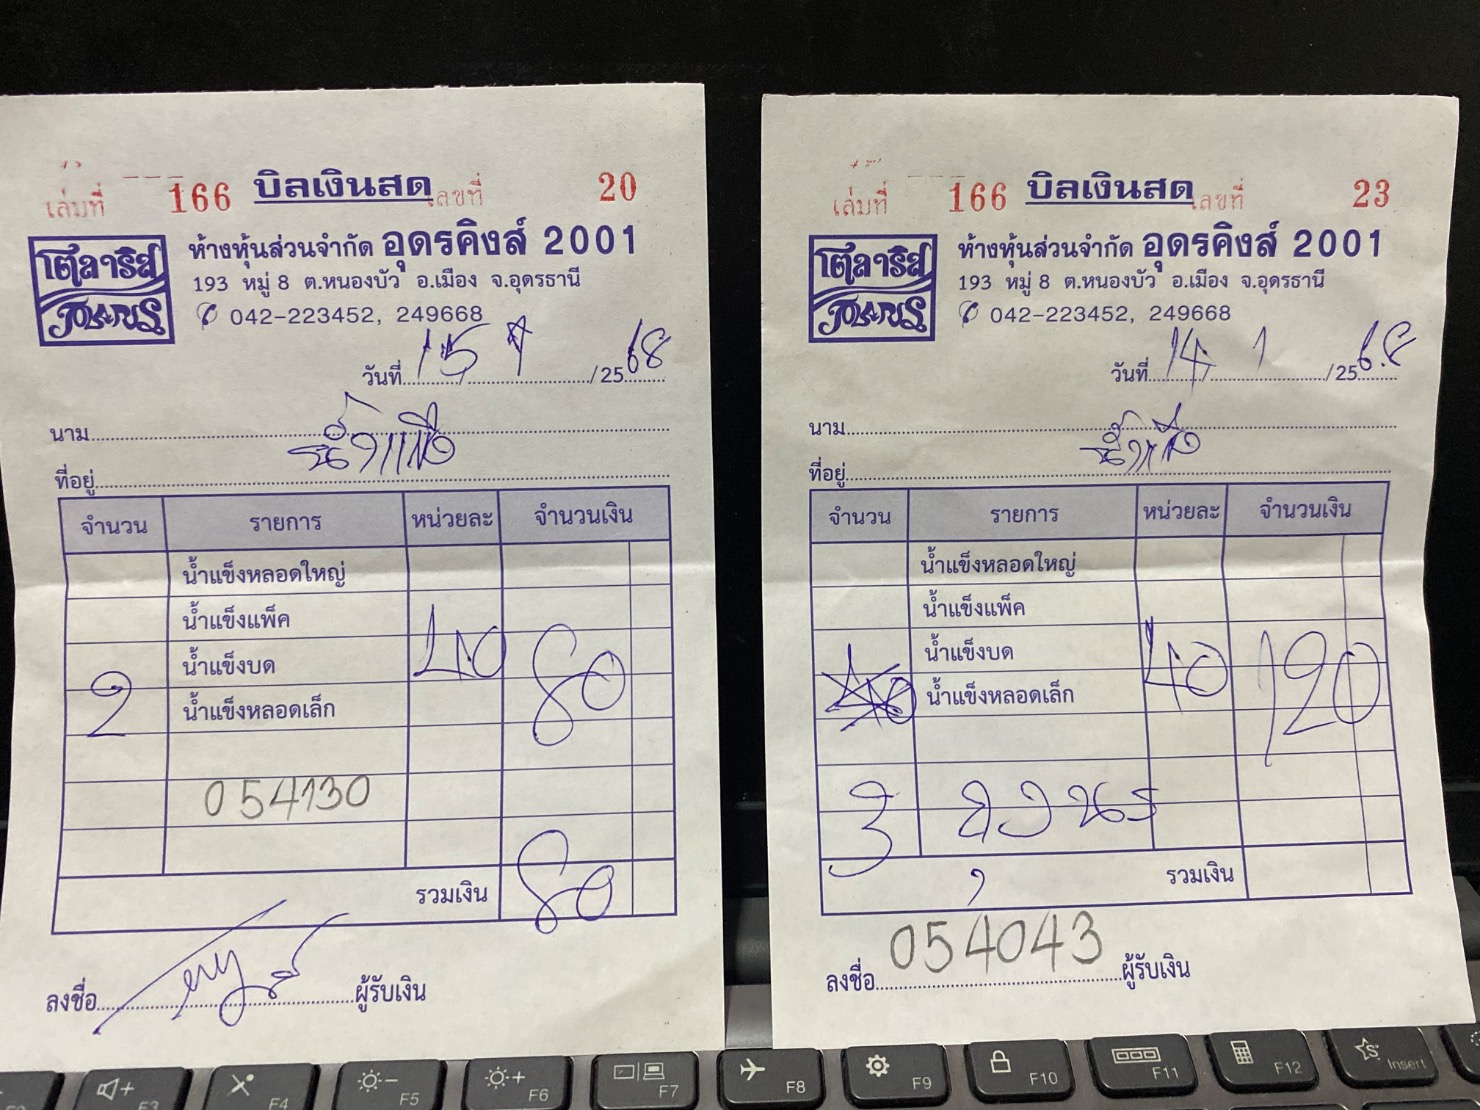 เล่มที่ 166 บิลเงินสด เลขที่ 20
โตลาริส
ห้างหุ้นส่วนจำกัด อุดรคิงส์ 2001
193 หมู่ 8 ต.หนองบัว อ.เมือง จ.อุดรธานี
042-223452, 249668
วันที่ 15 / 1 / 2568
นาม
ที่อยู่
จำนวน รายการ หน่วยละ จำนวนเงิน
น้ำแข็งหลอดใหญ่
น้ำแข็งแพ็ค
น้ำแข็งบด 40 80
2 น้ำแข็งหลอดเล็ก
054130
รวมเงิน 80
ลงชื่อ ผู้รับเงิน
เล่มที่ 166 บิลเงินสด เลขที่ 23
โตลาริส
ห้างหุ้นส่วนจำกัด อุดรคิงส์ 2001
193 หมู่ 8 ต.หนองบัว อ.เมือง จ.อุดรธานี
042-223452, 249668
วันที่ 14 / 1 / 2568
นาม
ที่อยู่
จำนวน รายการ หน่วยละ จำนวนเงิน
น้ำแข็งหลอดใหญ่
น้ำแข็งแพ็ค
น้ำแข็งบด
น้ำแข็งหลอดเล็ก 40 120
3
รวมเงิน
054043
ลงชื่อ ผู้รับเงิน
F3 F4 F5 F6 F7 F8 F9 F10 F11 F12 Insert